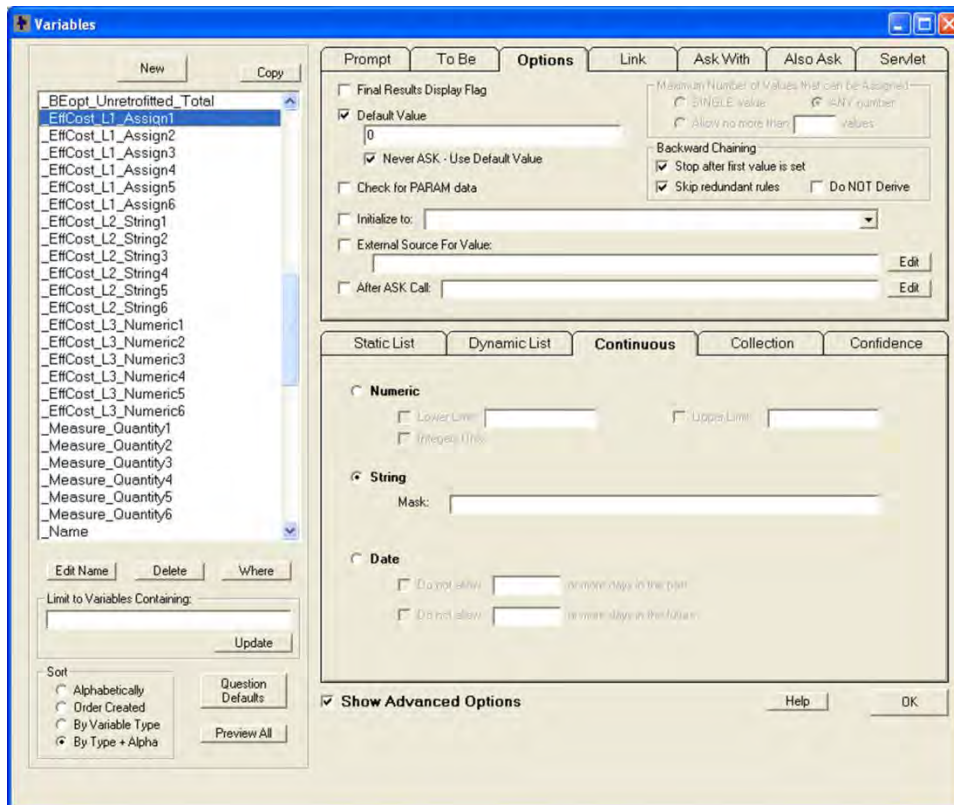 Variables
New
Copy
_BEopt_Unretrofitted_Total
_EffCost_L1_Assign1
_EffCost_L1_Assign2
_EffCost_L1_Assign3
_EffCost_L1_Assign4
_EffCost_L1_Assign5
_EffCost_L1_Assign6
_EffCost_L2_String1
_EffCost_L2_String2
_EffCost_L2_String3
_EffCost_L2_String4
_EffCost_L2_String5
_EffCost_L2_String6
_EffCost_L3_Numeric1
_EffCost_L3_Numeric2
_EffCost_L3_Numeric3
_EffCost_L3_Numeric4
_EffCost_L3_Numeric5
_EffCost_L3_Numeric6
_Measure_Quantity1
_Measure_Quantity2
_Measure_Quantity3
_Measure_Quantity4
_Measure_Quantity5
_Measure_Quantity6
_Name
Edit Name Delete Where
Limit to Variables Containing:
Update
Sort
Alphabetically
Order Created
By Variable Type
By Type + Alpha
Question
Defaults
Preview All
Prompt To Be Options Link Ask With Also Ask Servlet
Final Results Display Flag
Default Value
0
Never ASK - Use Default Value
Check for PARAM data
Maximum Number of Values that can be Assigned
SINGLE value ANY number
Allow no more than values
Backward Chaining
Stop after first value is set
Skip redundant rules Do NOT Derive
Initialize to:
External Source For Value:
Edit
After ASK Call: Edit
Static List Dynamic List Continuous Collection Confidence
Numeric
Lower Limit Upper Limit
Integers Only
String
Mask:
Date
Do not allow or more days in the past
Do not allow or more days in the future
Show Advanced Options Help OK